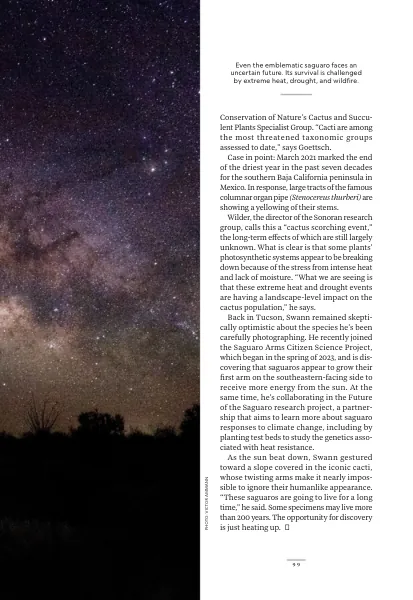 Even the emblematic saguaro faces an
uncertain future. Its survival is challenged
by extreme heat, drought, and wildfire.
Conservation of Nature's Cactus and Succu-
lent Plants Specialist Group. "Cacti are among
the most threatened taxonomic groups
assessed to date," says Goettsch.
Case in point: March 2021 marked the end
of the driest year in the past seven decades
for the southern Baja California peninsula in
Mexico. In response, large tracts of the famous
columnar organ pipe (Stenocereus thurberi) are
showing a yellowing of their stems.
Wilder, the director of the Sonoran research
group, calls this a "cactus scorching event,"
the long-term effects of which are still largely
unknown. What is clear is that some plants'
photosynthetic systems appear to be breaking
down because of the stress from intense heat
and lack of moisture. "What we are seeing is
that these extreme heat and drought events
are having a landscape-level impact on the
cactus population," he says.
Back in Tucson, Swann remained skepti-
cally optimistic about the species he's been
carefully photographing. He recently joined
the Saguaro Arms Citizen Science Project,
which began in the spring of 2023, and is dis-
covering that saguaros appear to grow their
first arm on the southeastern-facing side to
receive more energy from the sun. At the
same time, he's collaborating in the Future
of the Saguaro research project, a partner-
ship that aims to learn more about saguaro
responses to climate change, including by
planting test beds to study the genetics asso-
ciated with heat resistance.
As the sun beat down, Swann gestured
toward a slope covered in the iconic cacti,
whose twisting arms make it nearly impos-
sible to ignore their humanlike appearance.
"These saguaros are going to live for a long
time," he said. Some specimens may live more
than 200 years. The opportunity for discovery
is just heating up.
99